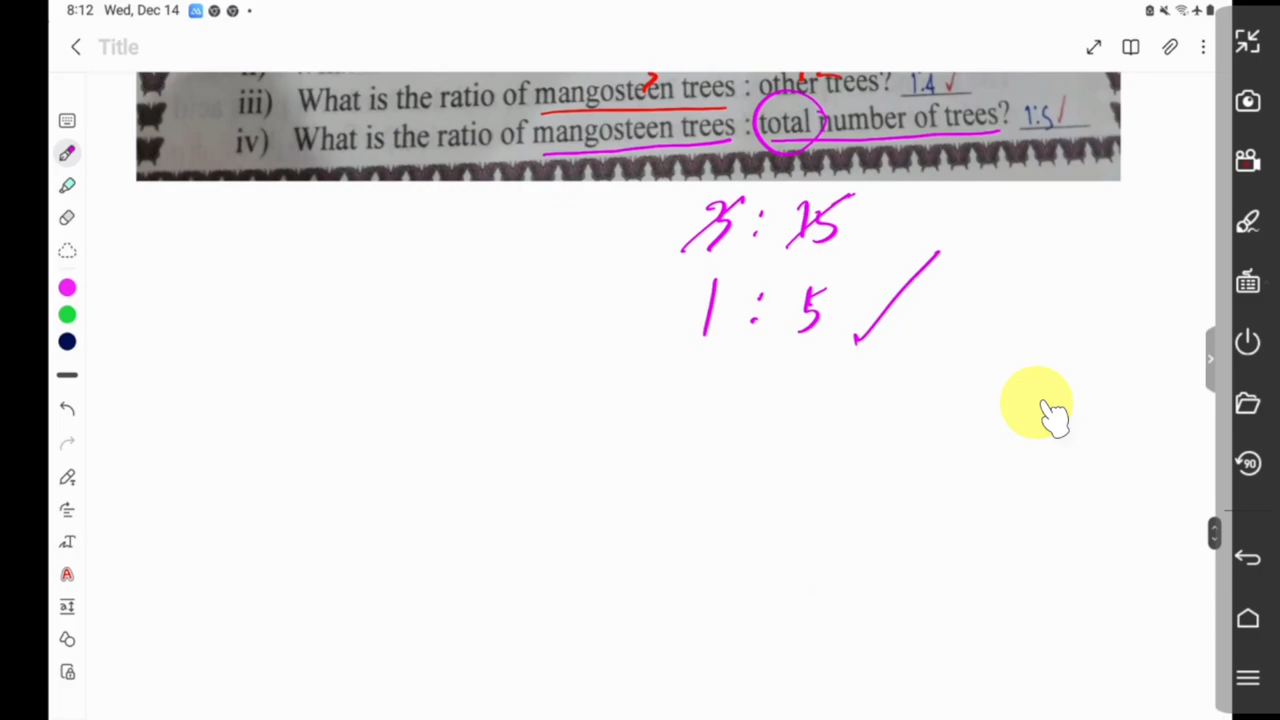 8:12 Wed, Dec 14
Title
iii) What is the ratio of mangosteen trees : other trees? 1:4 ✓
iv) What is the ratio of mangosteen trees : total number of trees? 1:5 ✓
3 : 15
1 : 5 ✓